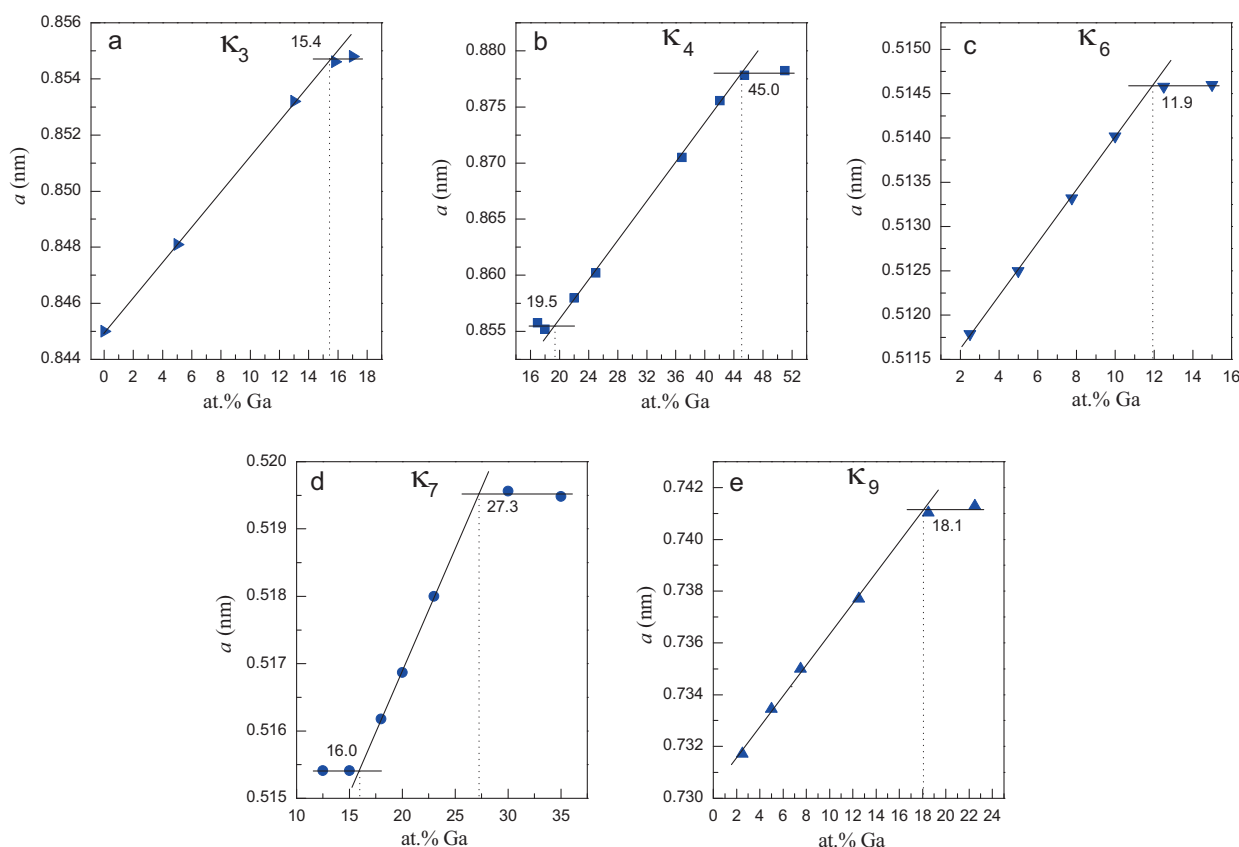 a
κ3
15.4
0.856
0.854
0.852
0.850
0.848
0.846
0.844
a (nm)
0 2 4 6 8 10 12 14 16 18
at.% Ga
b
κ4
45.0
19.5
0.880
0.875
0.870
0.865
0.860
0.855
a (nm)
16 20 24 28 32 36 40 44 48 52
at.% Ga
c
κ6
11.9
0.5150
0.5145
0.5140
0.5135
0.5130
0.5125
0.5120
0.5115
a (nm)
2 4 6 8 10 12 14 16
at.% Ga
d
κ7
27.3
16.0
0.520
0.519
0.518
0.517
0.516
0.515
a (nm)
10 15 20 25 30 35
at.% Ga
e
κ9
18.1
0.742
0.740
0.738
0.736
0.734
0.732
0.730
a (nm)
0 2 4 6 8 10 12 14 16 18 20 22 24
at.% Ga